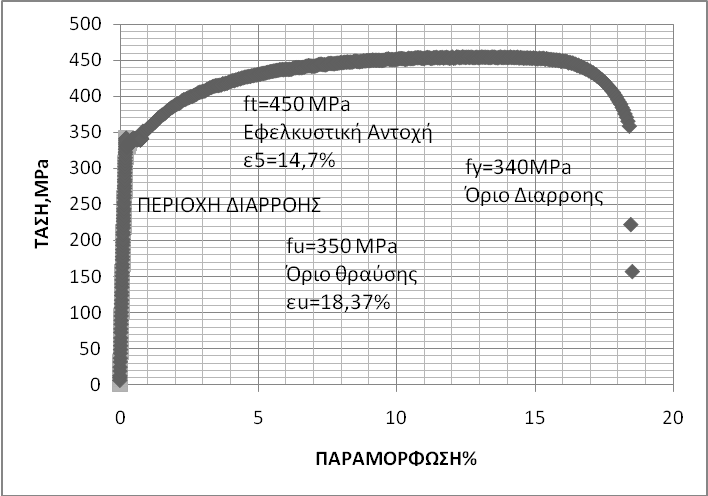 500
450
400
350
300
250
200
150
100
50
0
ΤΑΣΗ,MPa
ft=450 MPa
Εφελκυστική Αντοχή
ε5=14,7%
fy=340MPa
Όριο Διαρροης
ΠΕΡΙΟΧΗ ΔΙΑΡΡΟΗΣ
fu=350 MPa
Όριο θραύσης
εu=18,37%
0 5 10 15 20
ΠΑΡΑΜΟΡΦΩΣΗ%